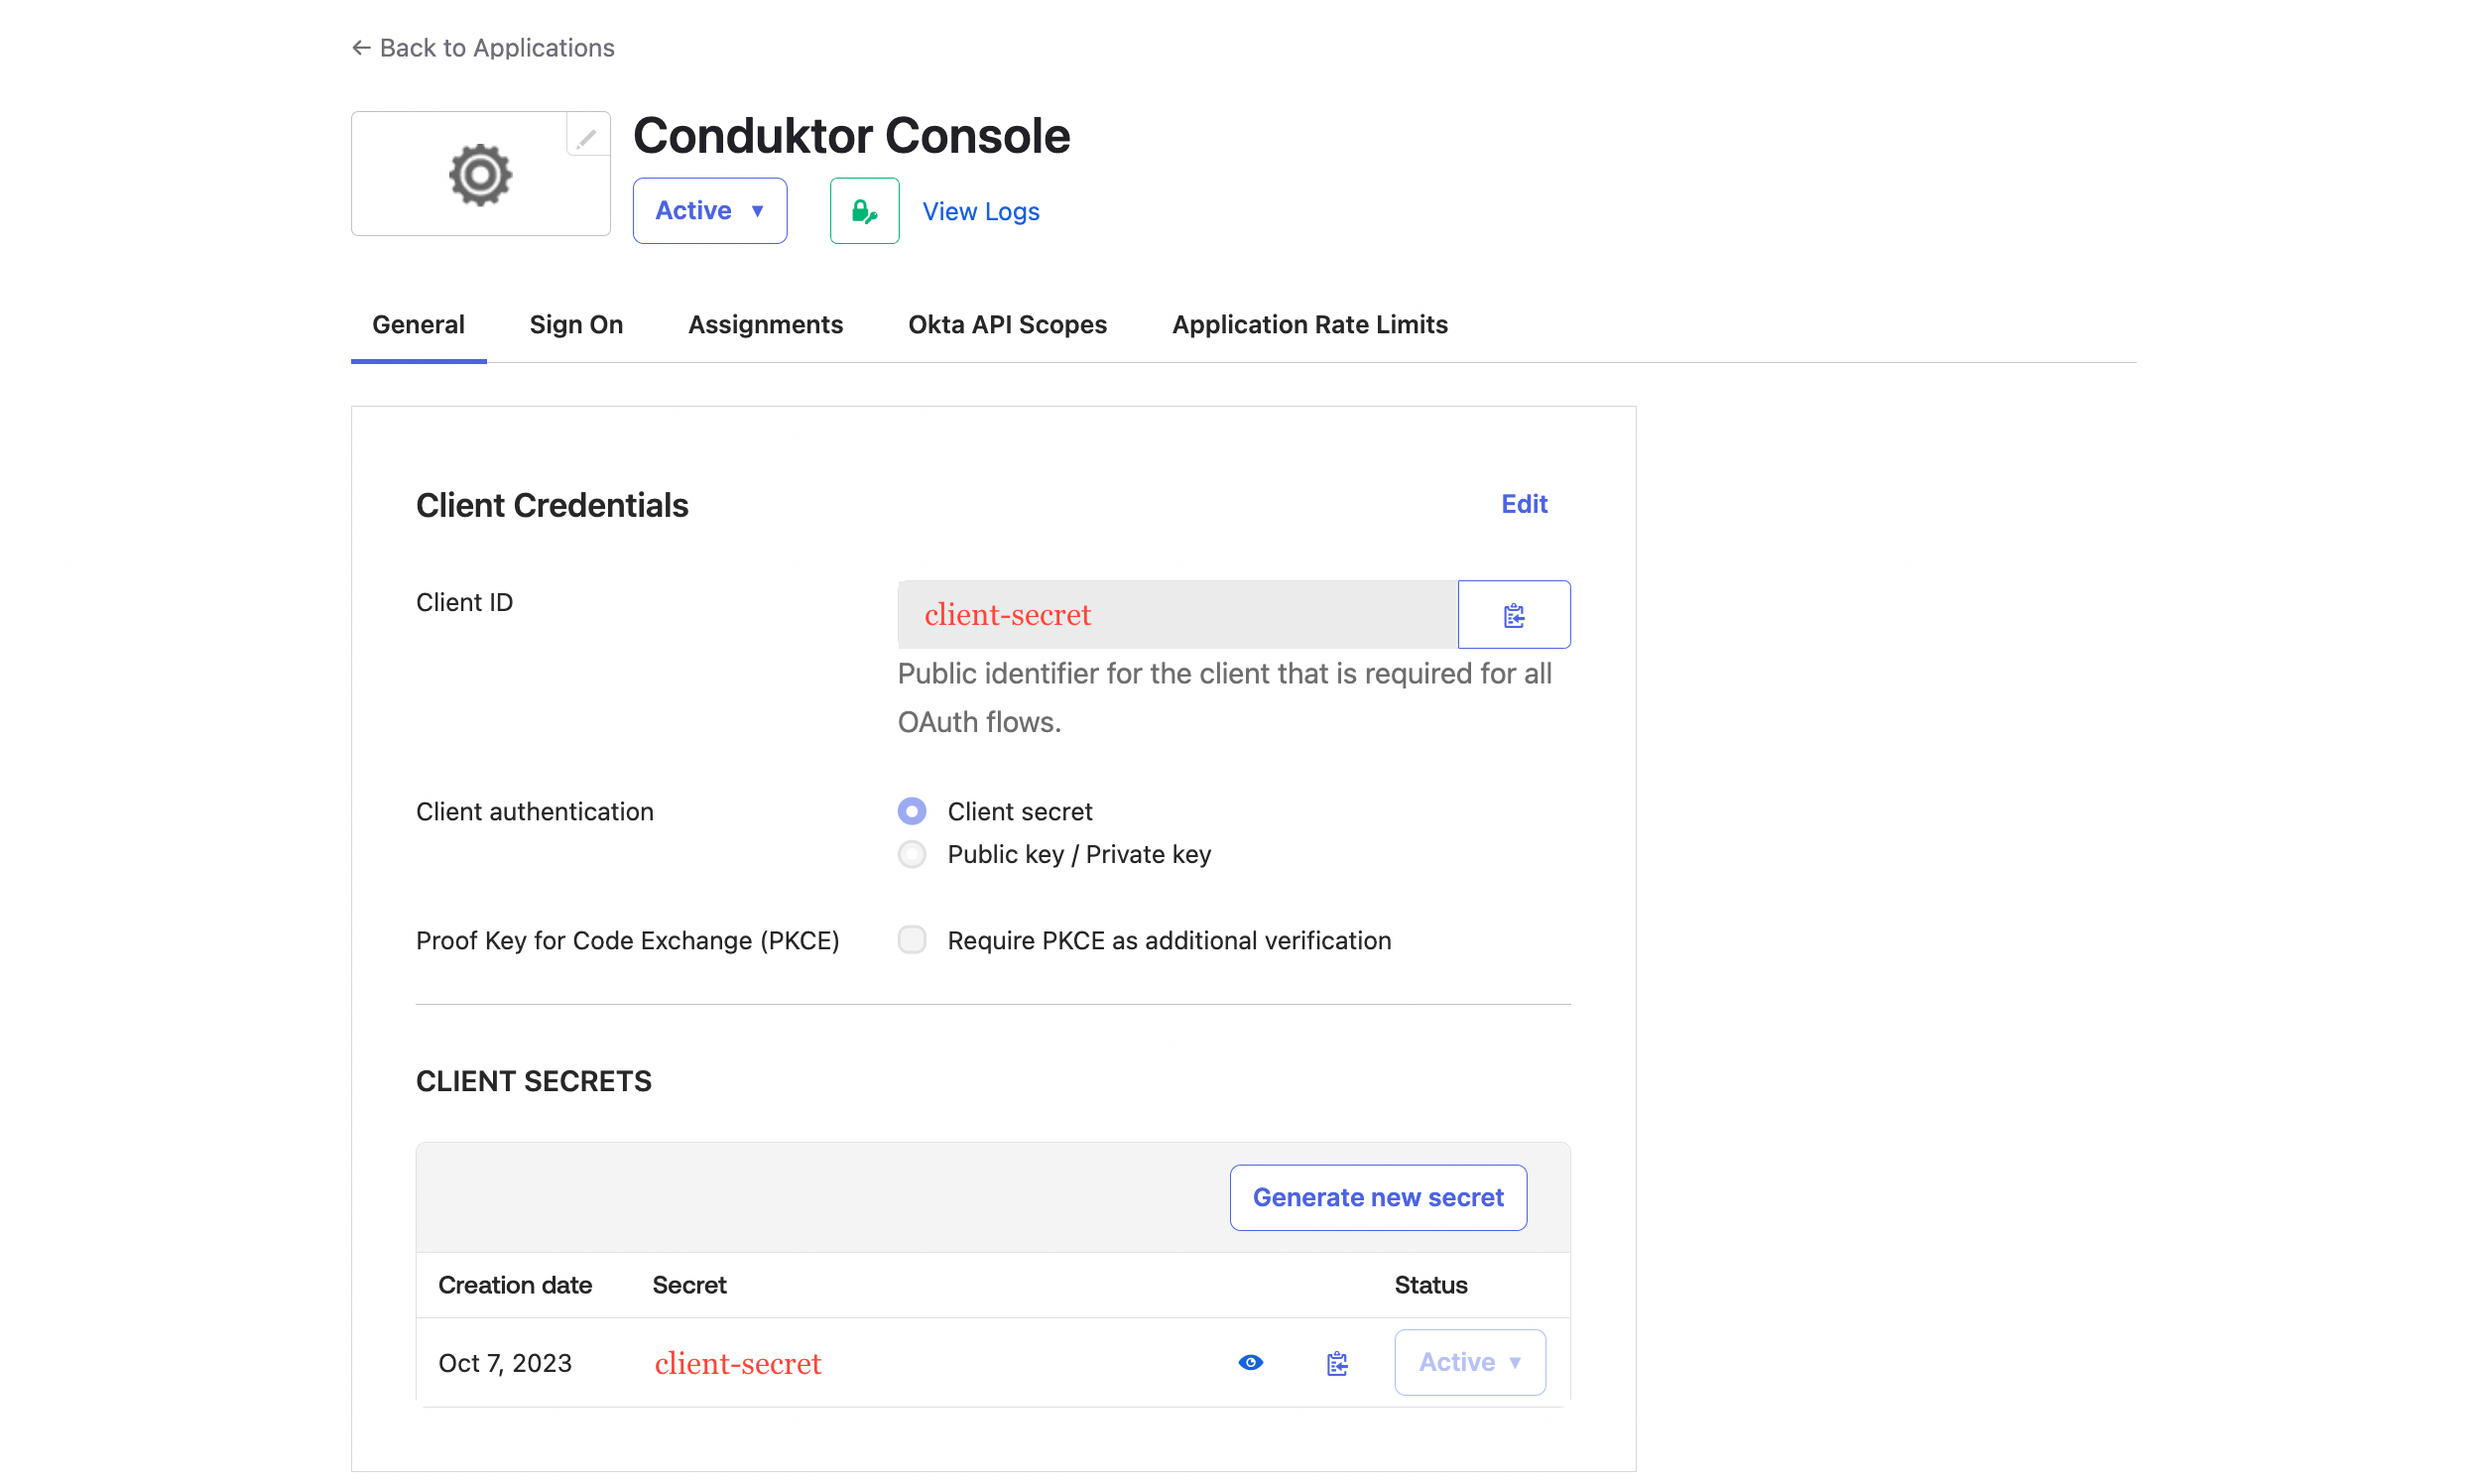 ← Back to Applications
Conduktor Console
Active ▼
View Logs
General Sign On Assignments Okta API Scopes Application Rate Limits
Client Credentials Edit
Client ID client-secret
Public identifier for the client that is required for all
OAuth flows.
Client authentication Client secret
Public key / Private key
Proof Key for Code Exchange (PKCE) Require PKCE as additional verification
CLIENT SECRETS
Generate new secret
Creation date Secret Status
Oct 7, 2023 client-secret Active ▼